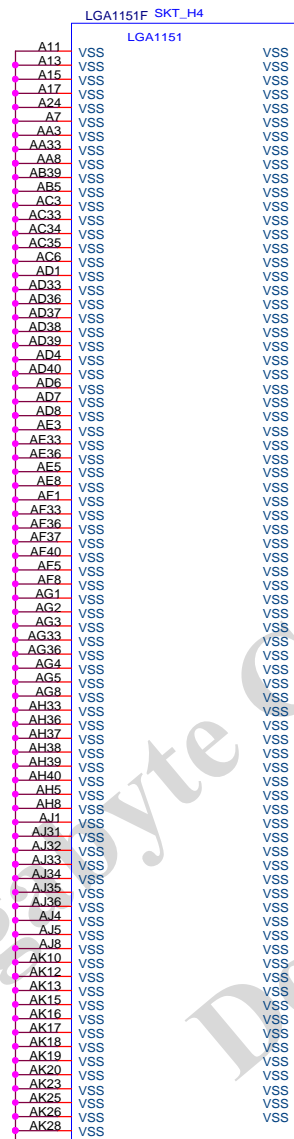 LGA1151F SKT_H4
LGA1151
A11 VSS VSS
A13 VSS VSS
A15 VSS VSS
A17 VSS VSS
A24 VSS VSS
A7 VSS VSS
AA3 VSS VSS
AA33 VSS VSS
AA8 VSS VSS
AB39 VSS VSS
AB5 VSS VSS
AC3 VSS VSS
AC33 VSS VSS
AC34 VSS VSS
AC35 VSS VSS
AC6 VSS VSS
AD1 VSS VSS
AD33 VSS VSS
AD36 VSS VSS
AD37 VSS VSS
AD38 VSS VSS
AD39 VSS VSS
AD4 VSS VSS
AD40 VSS VSS
AD6 VSS VSS
AD7 VSS VSS
AD8 VSS VSS
AE3 VSS VSS
AE33 VSS VSS
AE36 VSS VSS
AE5 VSS VSS
AE8 VSS VSS
AF1 VSS VSS
AF33 VSS VSS
AF36 VSS VSS
AF37 VSS VSS
AF40 VSS VSS
AF5 VSS VSS
AF8 VSS VSS
AG1 VSS VSS
AG2 VSS VSS
AG3 VSS VSS
AG33 VSS VSS
AG36 VSS VSS
AG4 VSS VSS
AG5 VSS VSS
AG8 VSS VSS
AH33 VSS VSS
AH36 VSS VSS
AH37 VSS VSS
AH38 VSS VSS
AH39 VSS VSS
AH40 VSS VSS
AH5 VSS VSS
AH8 VSS VSS
AJ1 VSS VSS
AJ31 VSS VSS
AJ32 VSS VSS
AJ33 VSS VSS
AJ34 VSS VSS
AJ35 VSS VSS
AJ36 VSS VSS
AJ4 VSS VSS
AJ5 VSS VSS
AJ8 VSS VSS
AK10 VSS VSS
AK12 VSS VSS
AK13 VSS VSS
AK15 VSS VSS
AK16 VSS VSS
AK17 VSS VSS
AK18 VSS VSS
AK19 VSS VSS
AK20 VSS VSS
AK23 VSS VSS
AK25 VSS VSS
AK26 VSS VSS
AK28 VSS